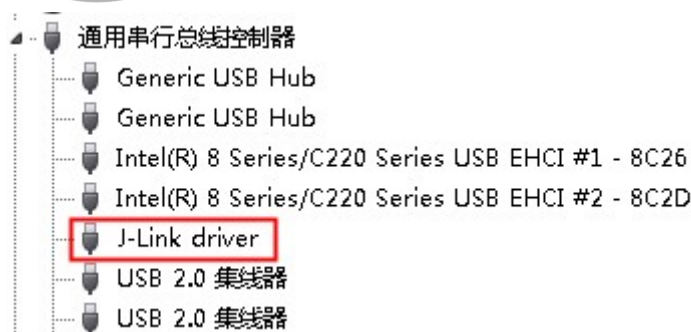 通用串行总线控制器
Generic USB Hub
Generic USB Hub
Intel(R) 8 Series/C220 Series USB EHCI #1 - 8C26
Intel(R) 8 Series/C220 Series USB EHCI #2 - 8C2D
J-Link driver
USB 2.0 集线器
USB 2.0 集线器